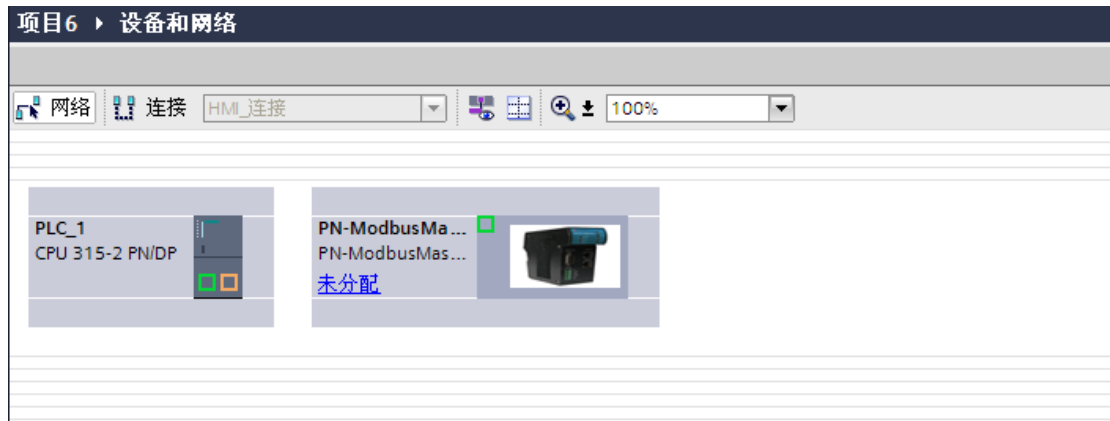 项目6 ▸ 设备和网络
网络 连接 HMI_连接 100%
PLC_1
CPU 315-2 PN/DP
PN-ModbusMa...
PN-ModbusMas...
未分配